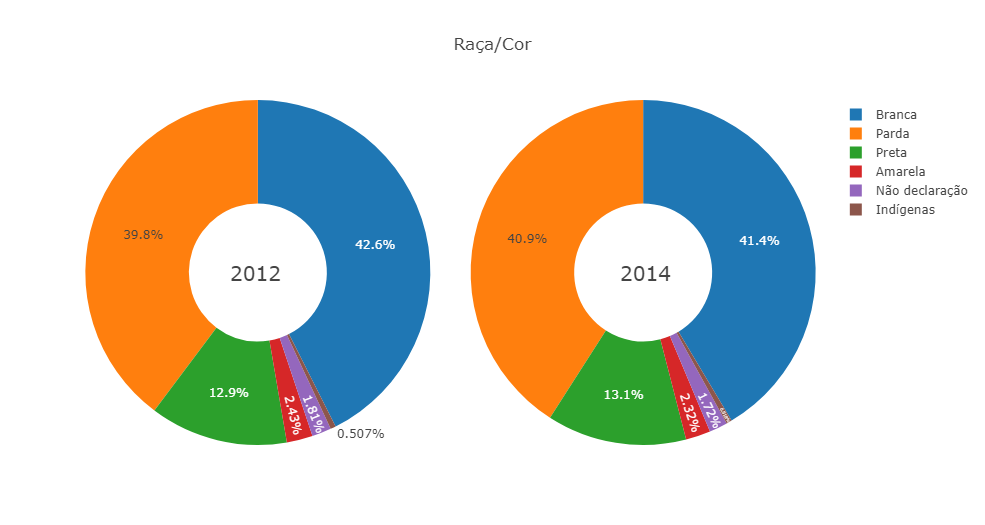 Raça/Cor
Branca
Parda
Preta
Amarela
Não declaração
Indígenas
39.8%
42.6%
2012
12.9%
2.43%
1.81%
0.507%
40.9%
41.4%
2014
13.1%
2.32%
1.72%